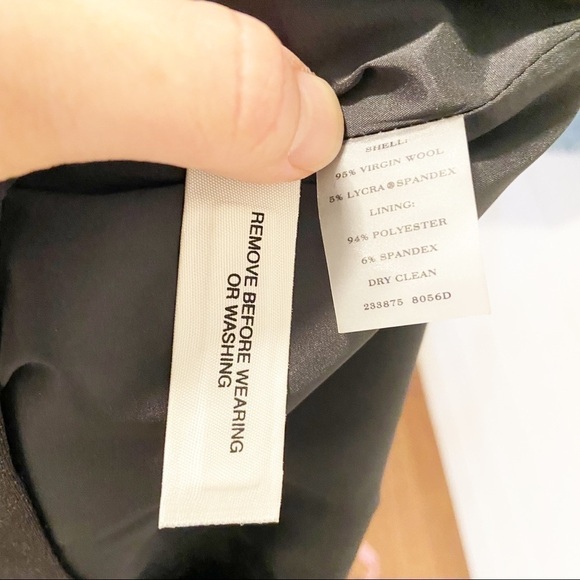 REMOVE BEFORE WEARING
OR WASHING
SHELL:
95% VIRGIN WOOL
5% LYCRA ®SPANDEX
LINING:
94% POLYESTER
6% SPANDEX
DRY CLEAN
233875 8056D